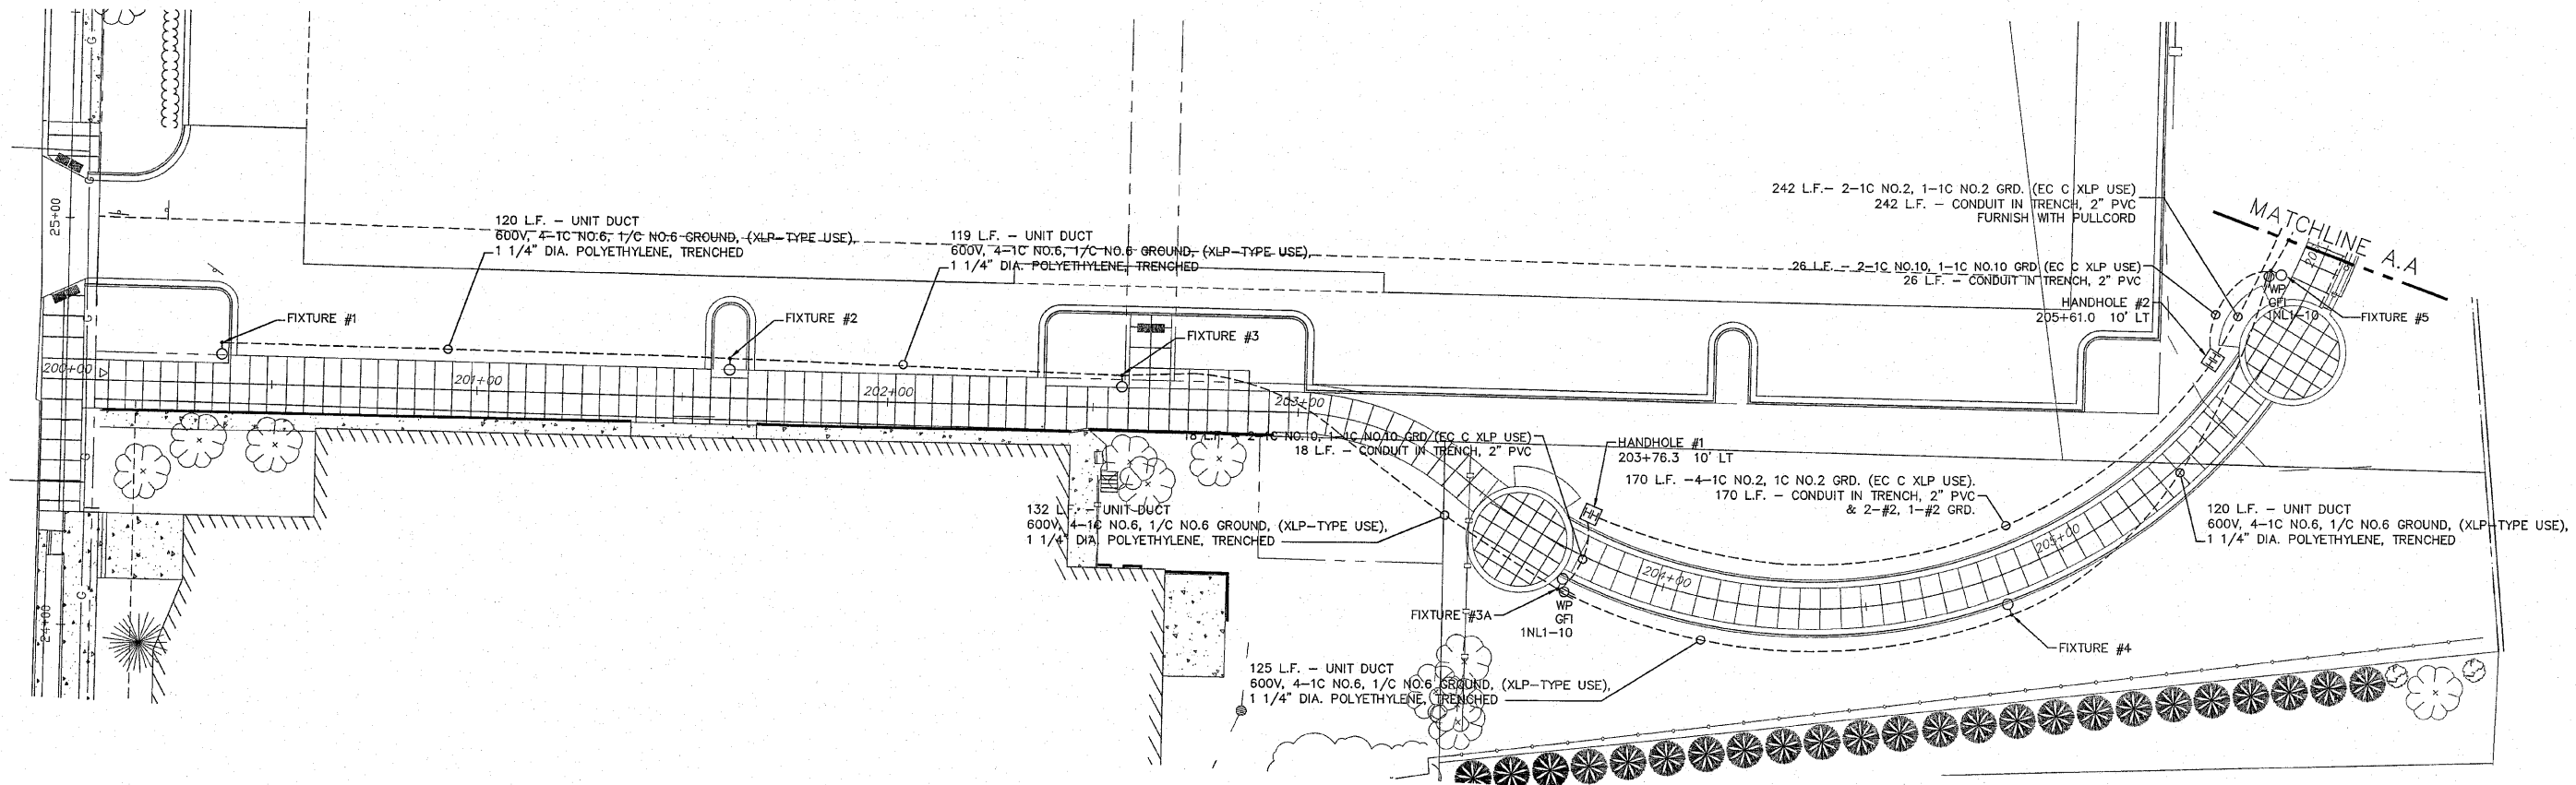 25+00
G
G
G
G
24+00
120 L.F. – UNIT DUCT
600V, 4–1C NO.6, 1/C NO.6 GROUND, (XLP–TYPE USE),
1 1/4" DIA. POLYETHYLENE, TRENCHED
119 L.F. – UNIT DUCT
600V, 4–1C NO.6, 1/C NO.6 GROUND, (XLP–TYPE USE),
1 1/4" DIA. POLYETHYLENE, TRENCHED
242 L.F.– 2–1C NO.2, 1–1C NO.2 GRD. (EC C XLP USE)
242 L.F. – CONDUIT IN TRENCH, 2" PVC
FURNISH WITH PULLCORD
MATCHLINE A.A
26 L.F. – 2–1C NO.10, 1–1C NO.10 GRD (EC C XLP USE)
26 L.F. – CONDUIT IN TRENCH, 2" PVC
HANDHOLE #2
205+61.0 10' LT
WP
GFI
1NL1–10
FIXTURE #5
FIXTURE #1
FIXTURE #2
FIXTURE #3
200+00
201+00
202+00
203+00
18 L.F. – 2–1C NO.10, 1–1C NO.10 GRD (EC C XLP USE)
18 L.F. – CONDUIT IN TRENCH, 2" PVC
HANDHOLE #1
203+76.3 10' LT
170 L.F. –4–1C NO.2, 1C NO.2 GRD. (EC C XLP USE).
170 L.F. – CONDUIT IN TRENCH, 2" PVC
& 2–#2, 1–#2 GRD.
132 L.F. – UNIT DUCT
600V, 4–1C NO.6, 1/C NO.6 GROUND, (XLP–TYPE USE),
1 1/4" DIA. POLYETHYLENE, TRENCHED
120 L.F. – UNIT DUCT
600V, 4–1C NO.6, 1/C NO.6 GROUND, (XLP–TYPE USE),
1 1/4" DIA. POLYETHYLENE, TRENCHED
204+00
205+00
FIXTURE #3A
WP
GFI
1NL1–10
FIXTURE #4
125 L.F. – UNIT DUCT
600V, 4–1C NO.6, 1/C NO.6 GROUND, (XLP–TYPE USE),
1 1/4" DIA. POLYETHYLENE, TRENCHED